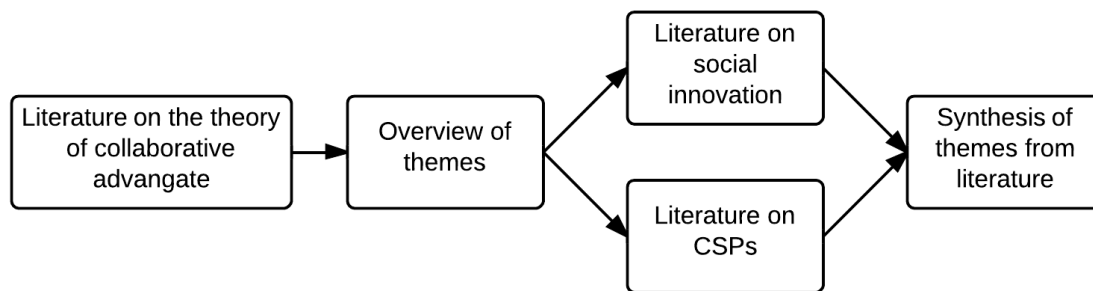 Literature on the theory
of collaborative
advangate
Overview of
themes
Literature on
social
innovation
Literature on
CSPs
Synthesis of
themes from
literature